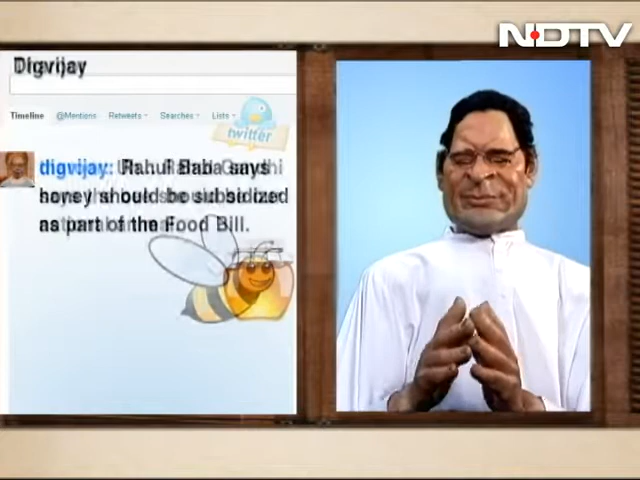 NDTV
Digvijay
Timeline @Mentions Retweets Searches Lists
twitter
digvijay: Rahul Baba says
honey should be subsidized
as part of the Food Bill.